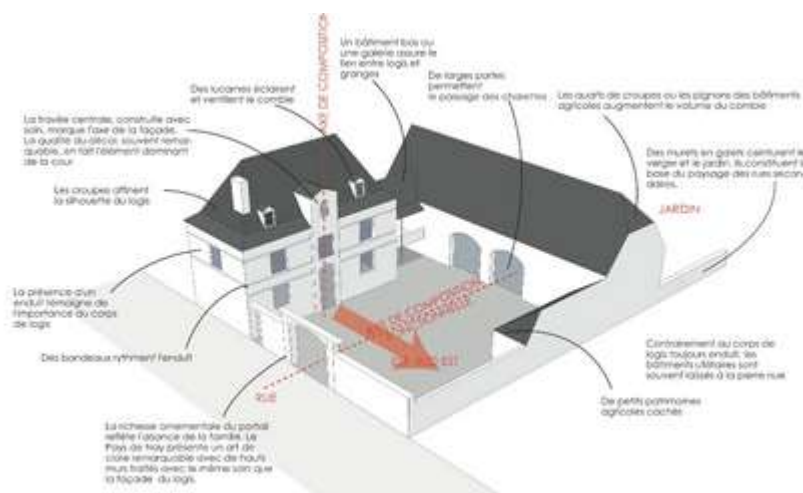 AXE DE COMPOSITION
Un bâtiment bas ou
une galerie assure le
lien entre logis et
granges
De larges portes
permettent
le passage des charrettes
Des lucarnes éclairent
et ventilent le comble
Les quarts de croupes ou les pignons des bâtiments
agricoles augmentent le volume du comble
La travée centrale, construite avec
soin, marque l'axe de la façade.
La qualité du décor, souvent remar-
quable, en fait l'élément dominant
de la cour
Des murets en galets ceinturent le
verger et le jardin, ils constituent la
base du paysage des rues secon
daires.
Les croupes affinent
la silhouette du logis
JARDIN
La présence d'un
enduit témoigne de
l'importance du corps
de logis
AXE DE COMPOSITION
Des bandeaux rythment l'enduit
Contrairement au corps de
logis toujours enduit, les
bâtiments utilitaires sont
souvent laissés à la pierre nue
RUE
De petits patrimoines
agricoles cachés
La richesse ornementale du portail
reflète l'aisance de la famille. Le
Pays de Nay présente un art de
clore remarquable avec de hauts
murs traités avec le même soin que
la façade du logis.